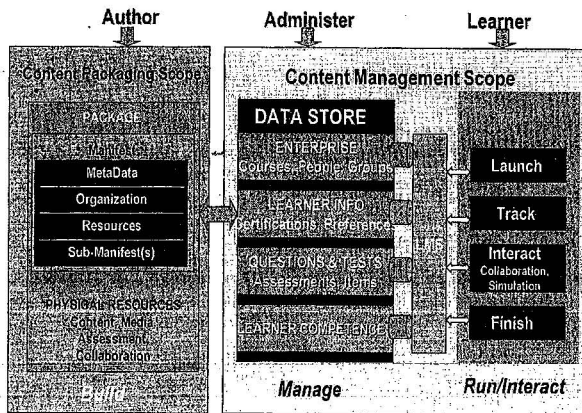 Author
Administer
Learner
Content Packaging Scope
PACKAGE
Manifest
MetaData
Organization
Resources
Sub-Manifest(s)
PHYSICAL RESOURCES
Content, Media
Assessment,
Collaboration
Build
Content Management Scope
DATA STORE
ENTERPRISE
Courses, People, Groups
LEARNER INFO
Certifications, Preference
QUESTIONS & TESTS
Assessments, Items
LEARNER COMPETENCE
LMS
Manage
Launch
Track
Interact
Collaboration,
Simulation
Finish
Run/Interact